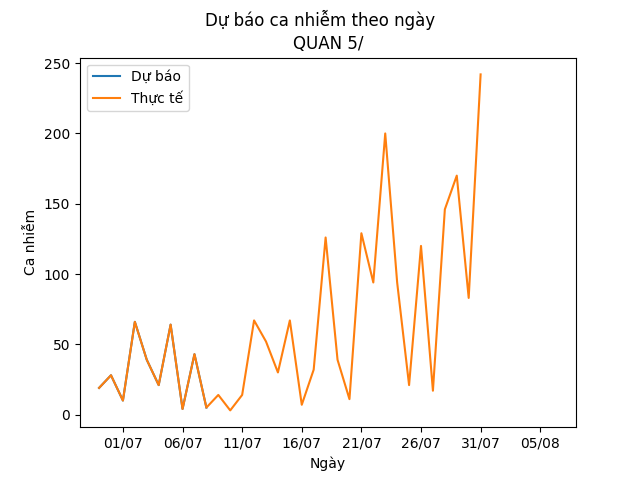 Dự báo ca nhiễm theo ngày
QUAN 5/
Dự báo
Thực tế
Ca nhiễm
250
200
150
100
50
0
01/07 06/07 11/07 16/07 21/07 26/07 31/07 05/08
Ngày